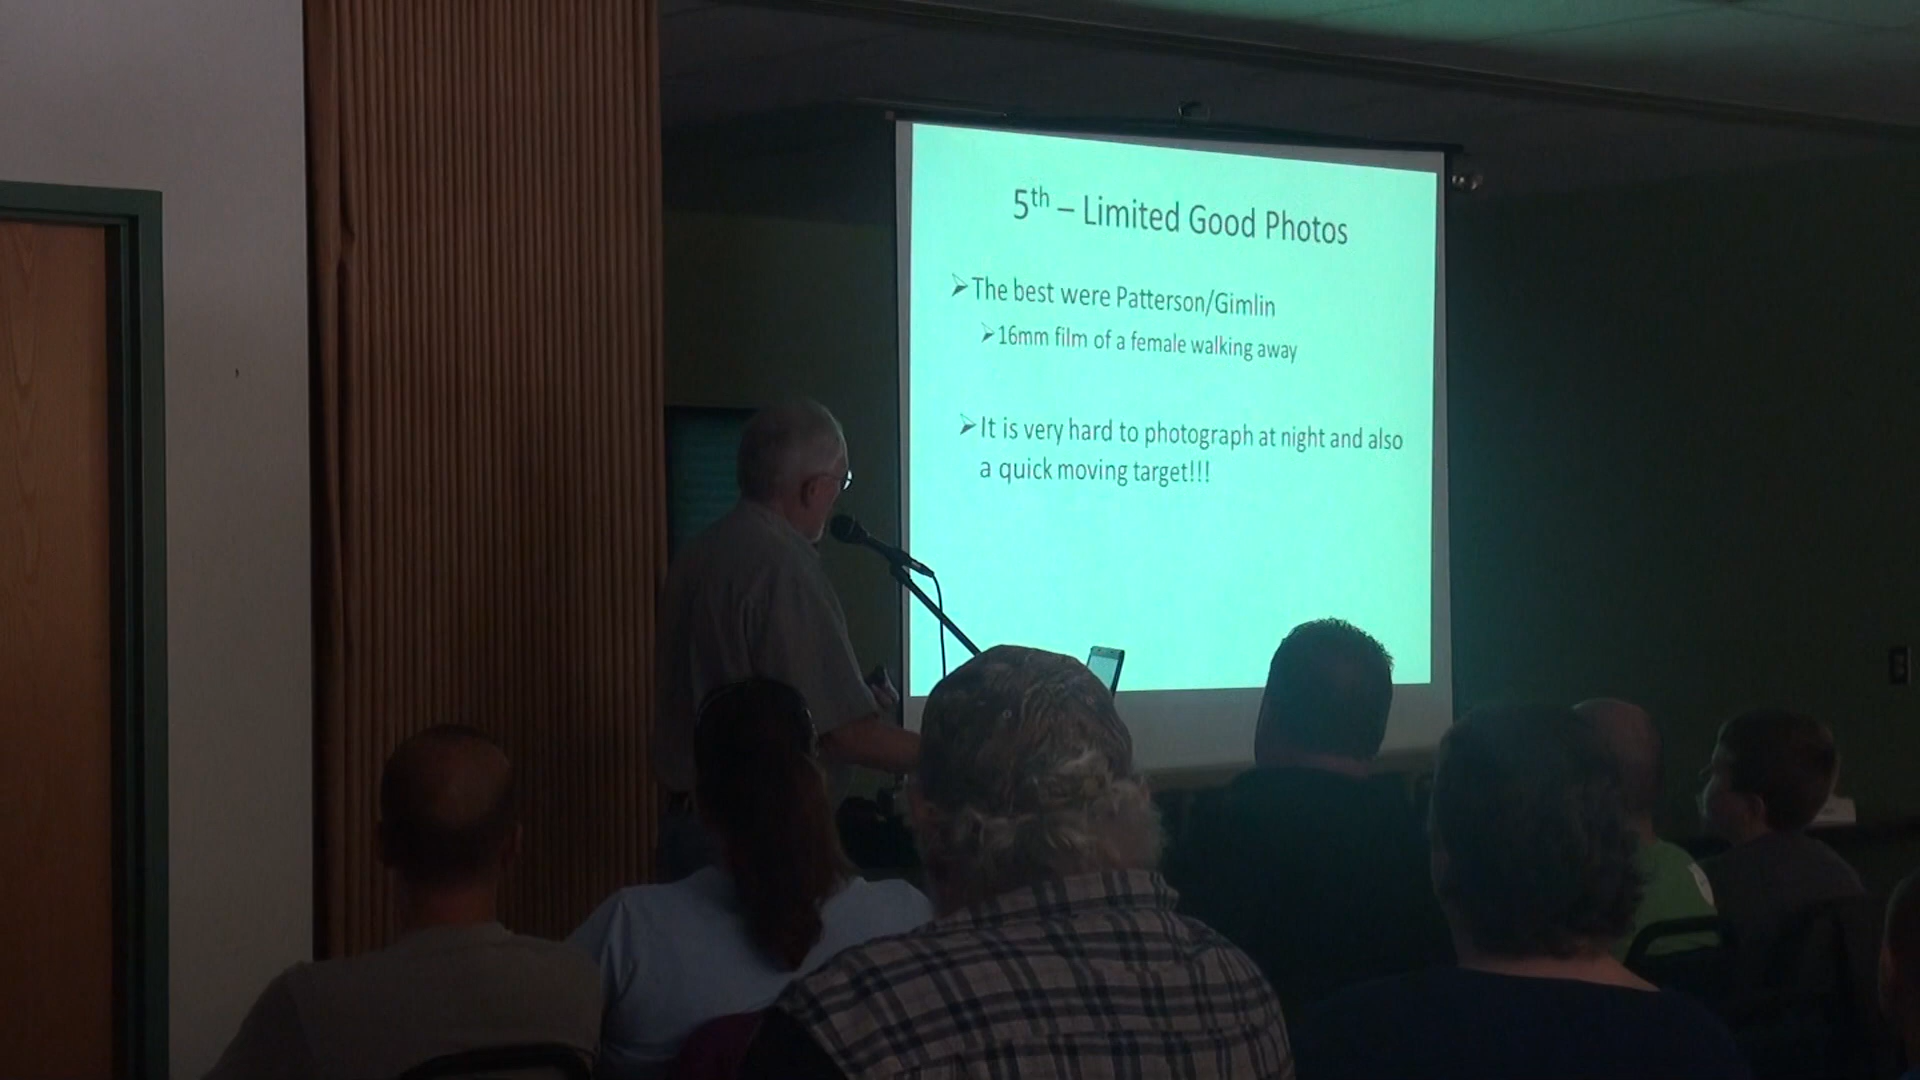 5th – Limited Good Photos
➢The best were Patterson/Gimlin
➢16mm film of a female walking away
➢It is very hard to photograph at night and also
a quick moving target!!!